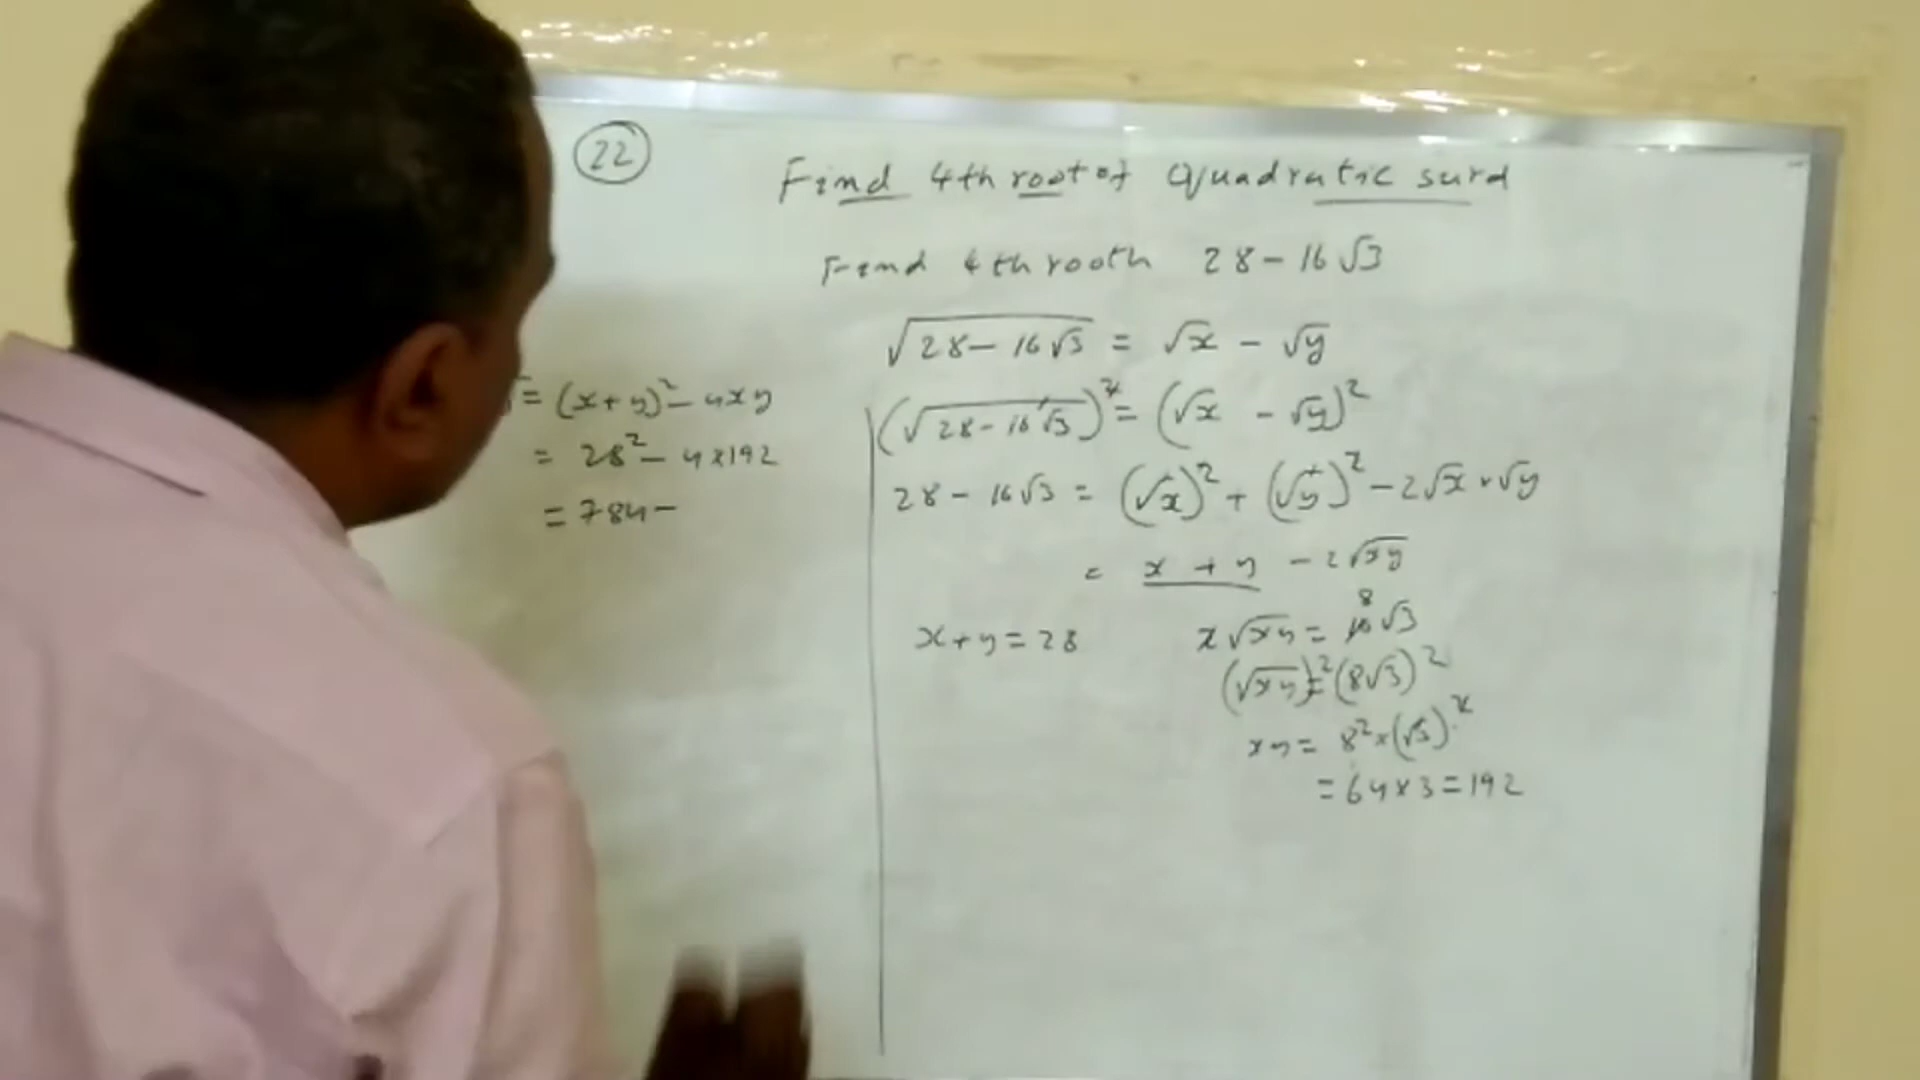 22
Find 4th root of Quadratic surd
Find 4th rooth 28 - 16√3
√(28 - 16√3) = √x - √y
(√(28 - 16√3))² = (√x - √y)²
28 - 16√3 = (√x)² + (√y)² - 2√x × √y
= x + y - 2√xy
x + y = 28
2√xy = 16√3
8
(√xy)² = (8√3)²
xy = 8² × (√3)²
= 64 × 3 = 192
= (x + y)² - 4xy
= 28² - 4 × 192
= 784 -